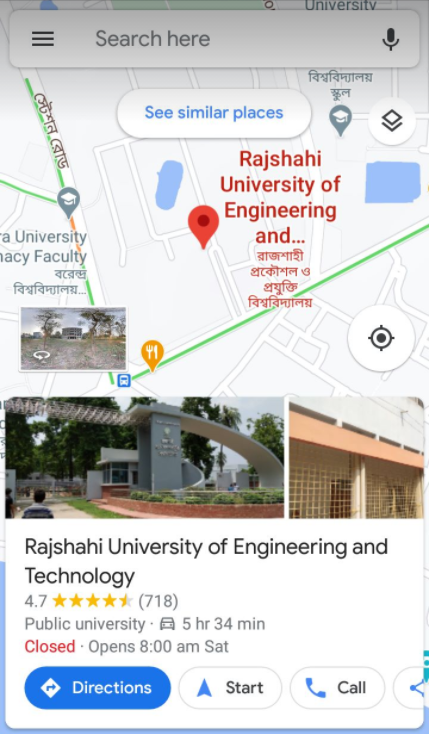 University
Search here
বিশ্ববিদ্যালয়
স্কুল
See similar places
স্টেশন রোড
Rajshahi
University of
Engineering
and...
রাজশাহী
প্রকৌশল ও
প্রযুক্তি
বিশ্ববিদ্যালয়
ra University
macy Faculty
বরেন্দ্র
বিশ্ববিদ্যালয়...
Rajshahi University of Engineering and
Technology
4.7 (718)
Public university · 5 hr 34 min
Closed · Opens 8:00 am Sat
Directions
Start
Call